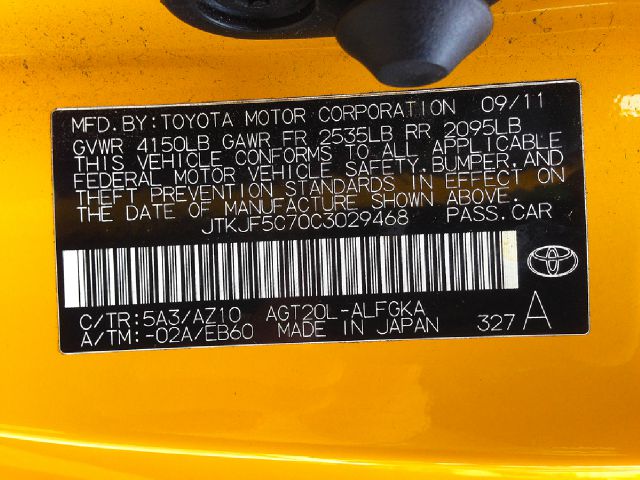 MFD.BY:TOYOTA MOTOR CORPORATION 09/11
GVWR 4150LB GAWR FR 2535LB RR 2095LB
THIS VEHICLE CONFORMS TO ALL APPLICABLE
FEDERAL MOTOR VEHICLE SAFETY,BUMPER,AND
THEFT PREVENTION STANDARDS IN EFFECT ON
THE DATE OF MANUFACTURE SHOWN ABOVE.
JTKJF5C70C3029468 PASS.CAR
C/TR:5A3/AZ10 AGT20L-ALFGKA
A/TM:-02A/EB60 MADE IN JAPAN 327 A